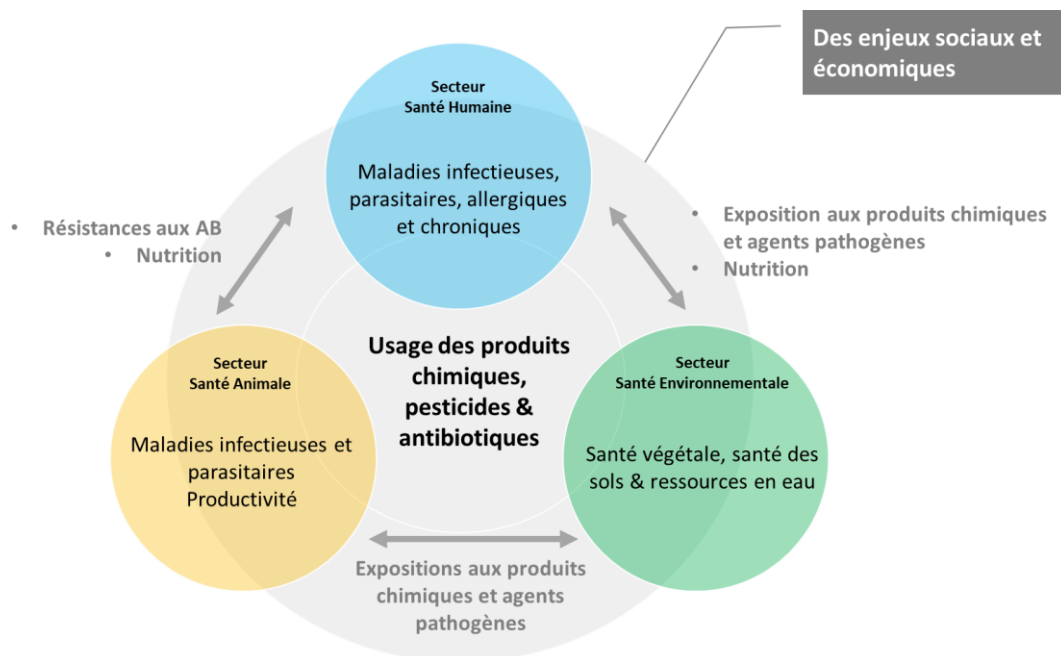 Des enjeux sociaux et
économiques
Secteur
Santé Humaine
Maladies infectieuses,
parasitaires, allergiques
et chroniques
• Résistances aux AB
• Nutrition
• Exposition aux produits chimiques
et agents pathogènes
• Nutrition
Usage des produits
chimiques,
pesticides &
antibiotiques
Secteur
Santé Animale
Maladies infectieuses et
parasitaires
Productivité
Secteur
Santé Environnementale
Santé végétale, santé des
sols & ressources en eau
Expositions aux produits
chimiques et agents
pathogènes